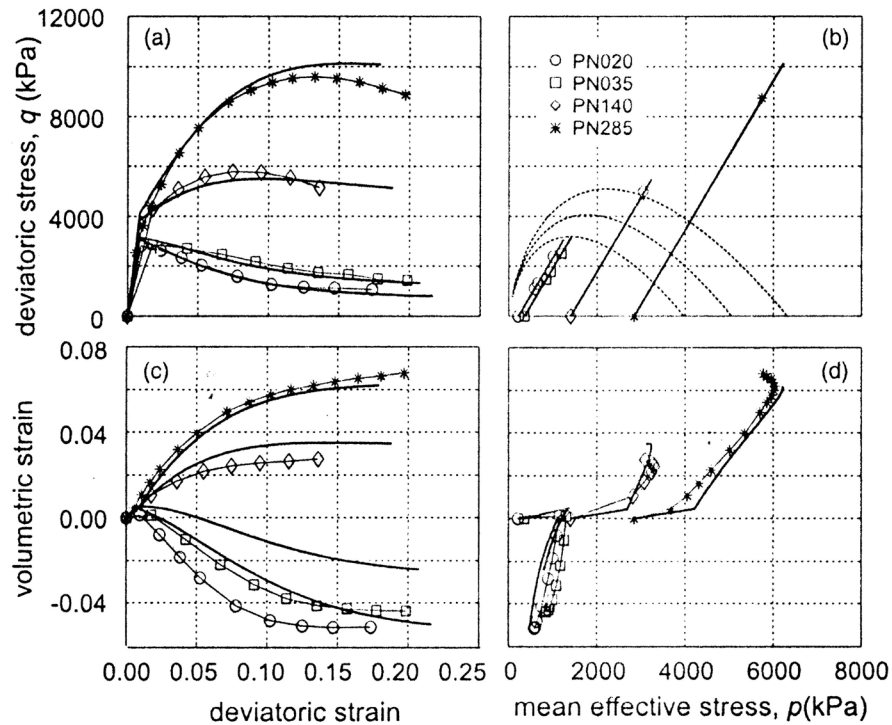 12000
8000
4000
0
deviatoric stress, q (kPa)
(a)
(b)
PN020
PN035
PN140
PN285
0.08
0.04
0.00
-0.04
volumetric strain
(c)
(d)
0.00 0.05 0.10 0.15 0.20 0.25
deviatoric strain
0 2000 4000 6000 8000
mean effective stress, p(kPa)